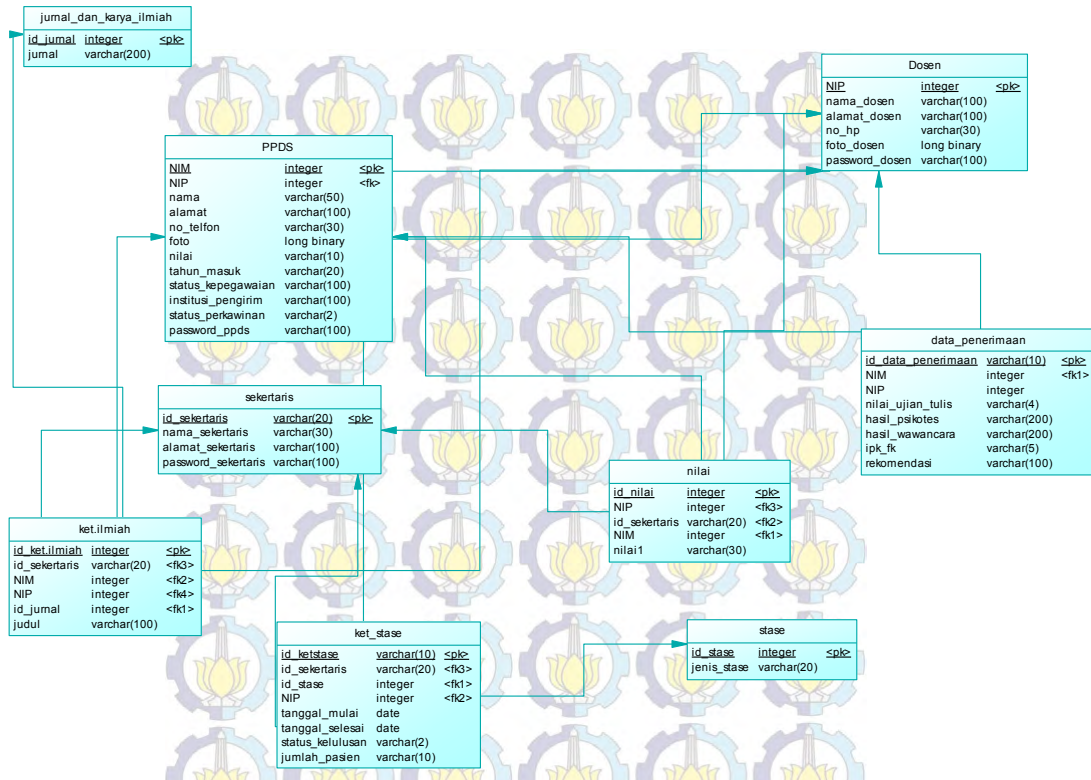 jurnal_dan_karya_ilmiah
id_jurnal integer <pk>
jurnal varchar(200)
Dosen
NIP integer <pk>
nama_dosen varchar(100)
alamat_dosen varchar(100)
no_hp varchar(30)
foto_dosen long binary
password_dosen varchar(100)
PPDS
NIM integer <pk>
NIP integer <fk>
nama varchar(50)
alamat varchar(100)
no_telfon varchar(30)
foto long binary
nilai varchar(10)
tahun_masuk varchar(20)
status_kepegawaian varchar(100)
institusi_pengirim varchar(100)
status_perkawinan varchar(2)
password_ppds varchar(100)
data_penerimaan
id_data_penerimaan varchar(10) <pk>
NIM integer <fk1>
NIP integer
nilai_ujian_tulis varchar(4)
hasil_psikotes varchar(200)
hasil_wawancara varchar(200)
ipk_fk varchar(5)
rekomendasi varchar(100)
sekertaris
id_sekertaris varchar(20) <pk>
nama_sekertaris varchar(30)
alamat_sekertaris varchar(100)
password_sekertaris varchar(100)
nilai
id_nilai integer <pk>
NIP integer <fk3>
id_sekertaris varchar(20) <fk2>
NIM integer <fk1>
nilai1 varchar(30)
ket.ilmiah
id_ket.ilmiah integer <pk>
id_sekertaris varchar(20) <fk3>
NIM integer <fk2>
NIP integer <fk4>
id_jurnal integer <fk1>
judul varchar(100)
ket_stase
id_ketstase varchar(10) <pk>
id_sekertaris varchar(20) <fk3>
id_stase integer <fk1>
NIP integer <fk2>
tanggal_mulai date
tanggal_selesai date
status_kelulusan varchar(2)
jumlah_pasien varchar(10)
stase
id_stase integer <pk>
jenis_stase varchar(20)